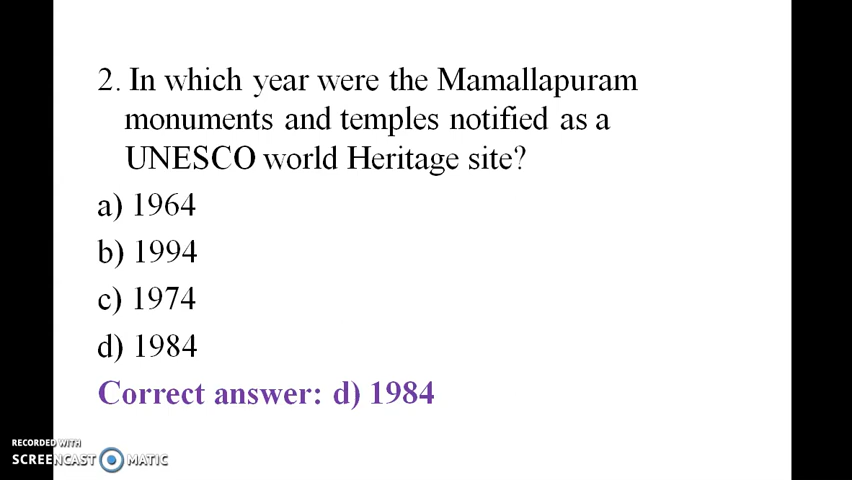 2. In which year were the Mamallapuram
monuments and temples notified as a
UNESCO world Heritage site?
a) 1964
b) 1994
c) 1974
d) 1984
Correct answer: d) 1984
RECORDED WITH
SCREENCAST MATIC